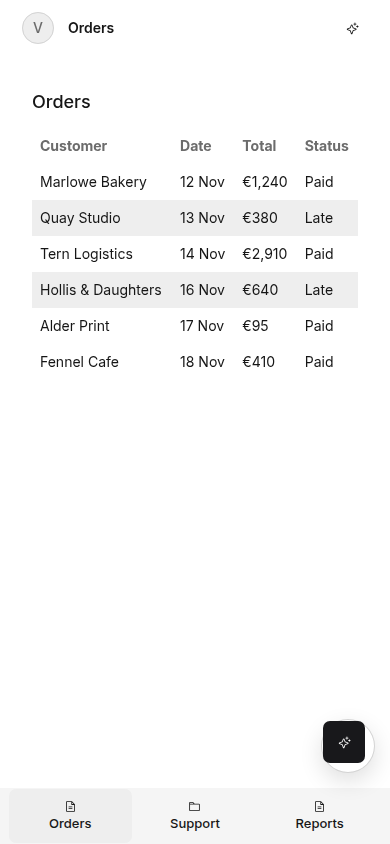 V Orders
Orders
Customer Date Total Status
Marlowe Bakery 12 Nov €1,240 Paid
Quay Studio 13 Nov €380 Late
Tern Logistics 14 Nov €2,910 Paid
Hollis & Daughters 16 Nov €640 Late
Alder Print 17 Nov €95 Paid
Fennel Cafe 18 Nov €410 Paid
Orders Support Reports